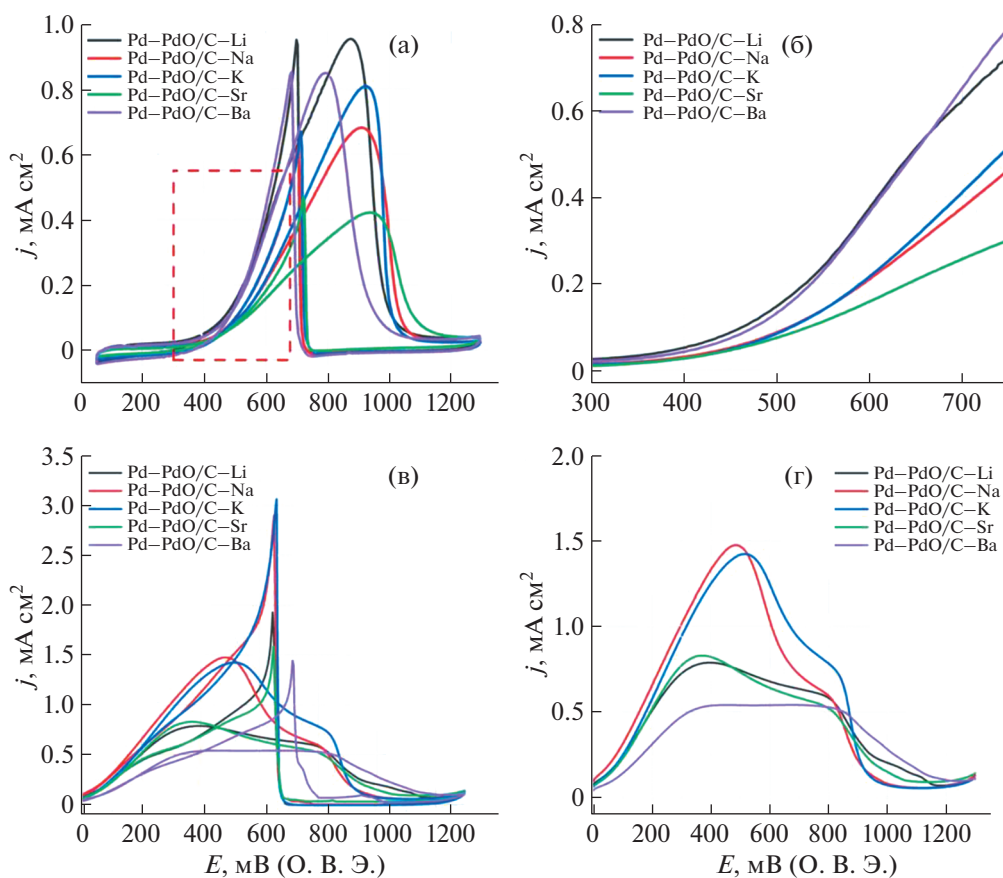 (а)
Pd–PdO/C–Li
Pd–PdO/C–Na
Pd–PdO/C–K
Pd–PdO/C–Sr
Pd–PdO/C–Ba
j, мА см²
1.0
0.8
0.6
0.4
0.2
0
0 200 400 600 800 1000 1200
(б)
Pd–PdO/C–Li
Pd–PdO/C–Na
Pd–PdO/C–K
Pd–PdO/C–Sr
Pd–PdO/C–Ba
j, мА см²
0.8
0.6
0.4
0.2
0
300 400 500 600 700
(в)
Pd–PdO/C–Li
Pd–PdO/C–Na
Pd–PdO/C–K
Pd–PdO/C–Sr
Pd–PdO/C–Ba
j, мА см²
3.5
3.0
2.5
2.0
1.5
1.0
0.5
0
0 200 400 600 800 1000 1200
E, мВ (О. В. Э.)
(г)
Pd–PdO/C–Li
Pd–PdO/C–Na
Pd–PdO/C–K
Pd–PdO/C–Sr
Pd–PdO/C–Ba
j, мА см²
2.0
1.5
1.0
0.5
0
0 200 400 600 800 1000 1200
E, мВ (О. В. Э.)